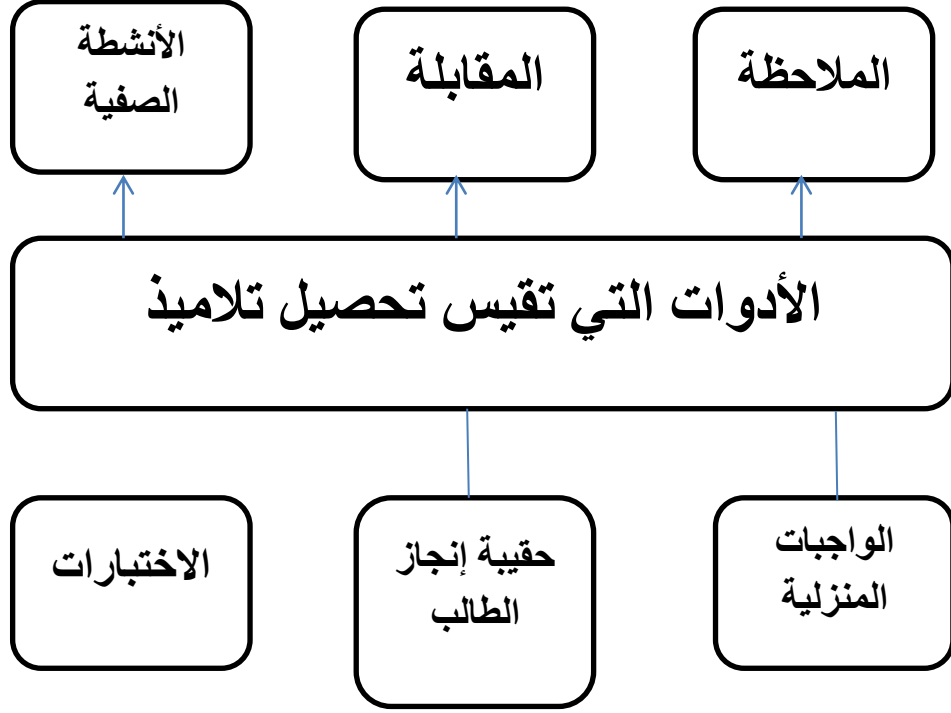 الملاحظة
المقابلة
الأنشطة
الصفية
الأدوات التي تقيس تحصيل تلاميذ
الواجبات
المنزلية
حقيبة إنجاز
الطالب
الاختبارات